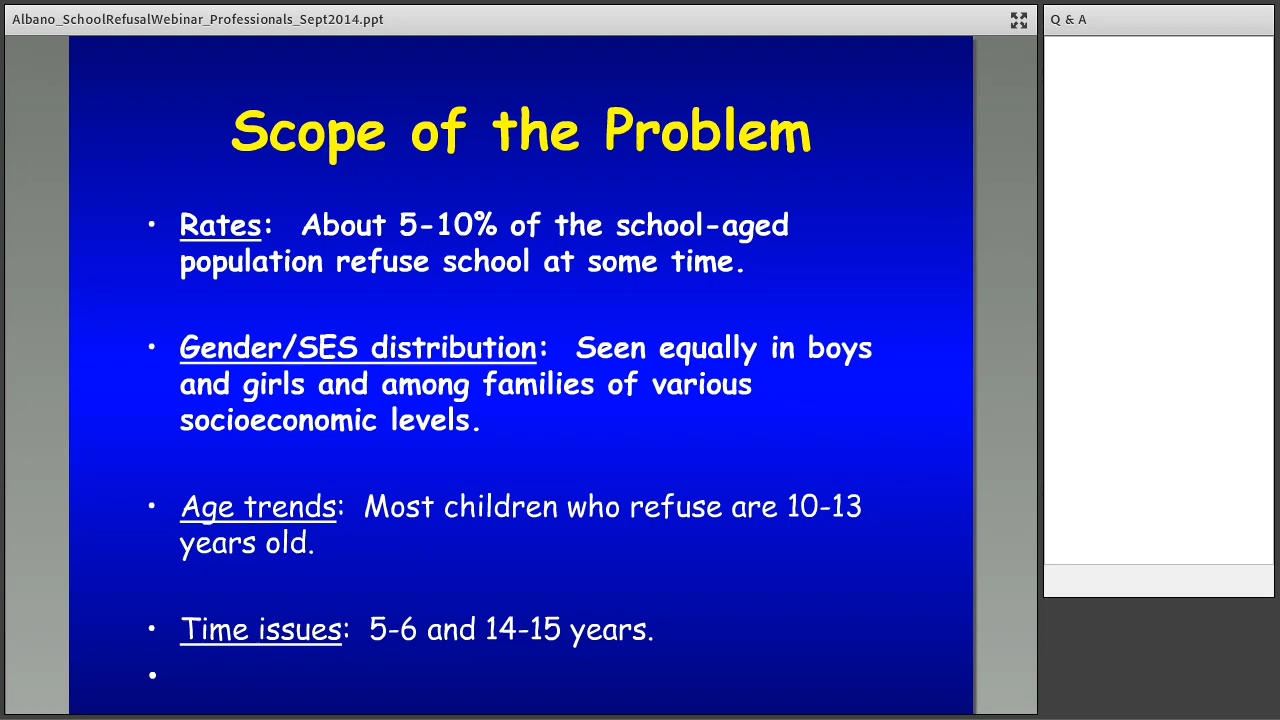 Albano_SchoolRefusalWebinar_Professionals_Sept2014.ppt
Q & A
Scope of the Problem
• Rates: About 5-10% of the school-aged
population refuse school at some time.
• Gender/SES distribution: Seen equally in boys
and girls and among families of various
socioeconomic levels.
• Age trends: Most children who refuse are 10-13
years old.
• Time issues: 5-6 and 14-15 years.
•